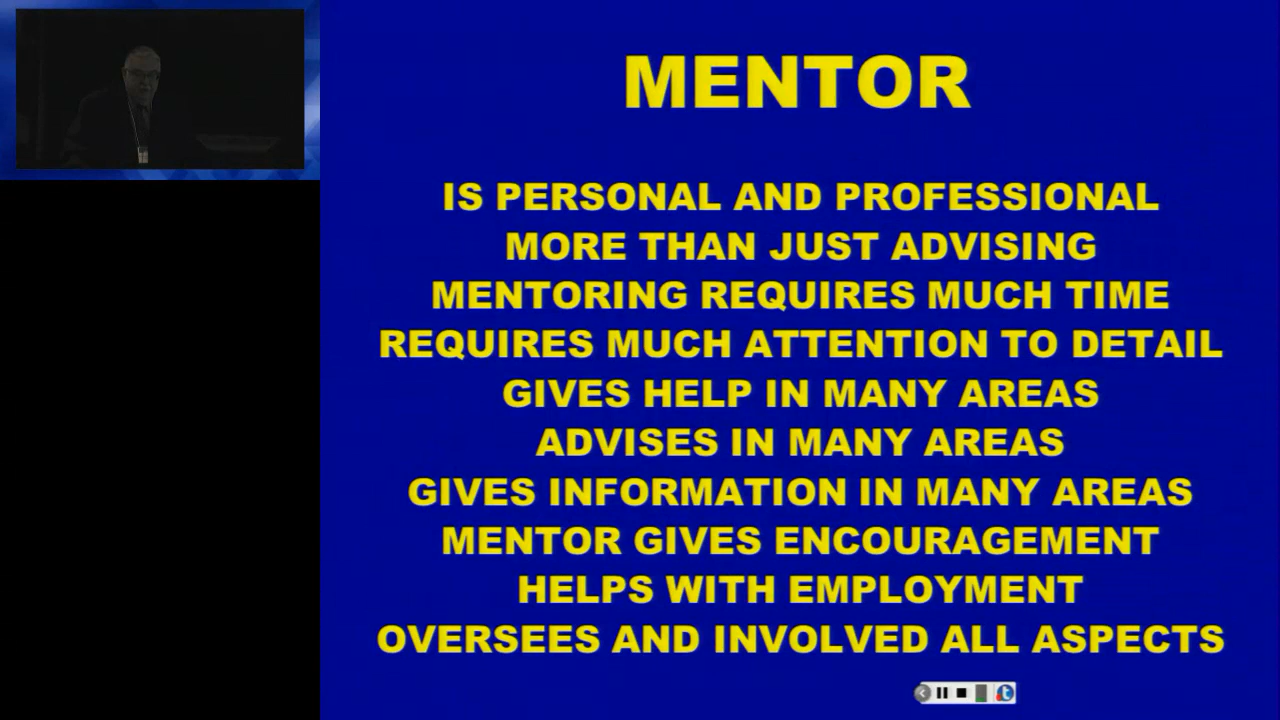 MENTOR
IS PERSONAL AND PROFESSIONAL
MORE THAN JUST ADVISING
MENTORING REQUIRES MUCH TIME
REQUIRES MUCH ATTENTION TO DETAIL
GIVES HELP IN MANY AREAS
ADVISES IN MANY AREAS
GIVES INFORMATION IN MANY AREAS
MENTOR GIVES ENCOURAGEMENT
HELPS WITH EMPLOYMENT
OVERSEES AND INVOLVED ALL ASPECTS